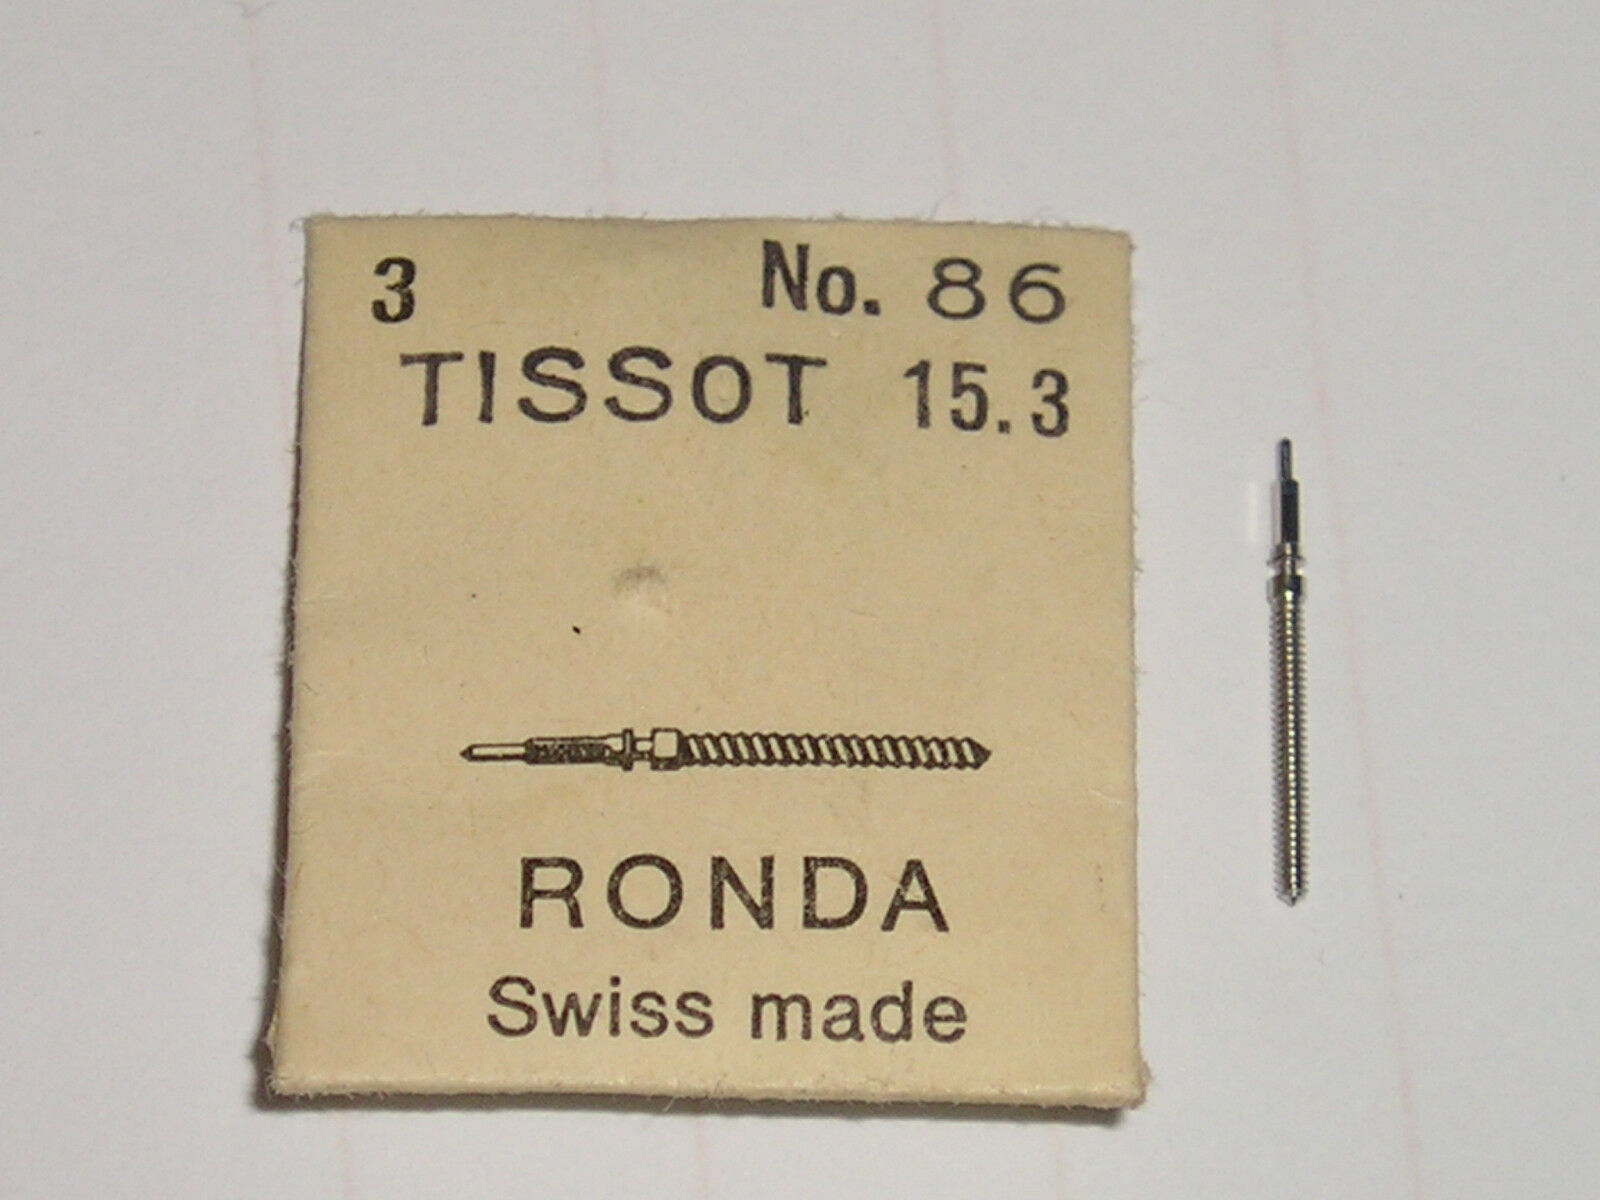 3 No. 86
TISSOT 15.3
RONDA
Swiss made